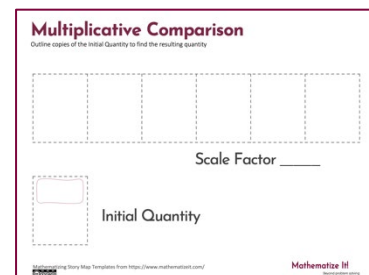 Multiplicative Comparison
Outline copies of the Initial Quantity to find the resulting quantity
Scale Factor _____
Initial Quantity
Mathematizing Story Map Templates from https://www.mathematizeit.com/
Mathematize It!